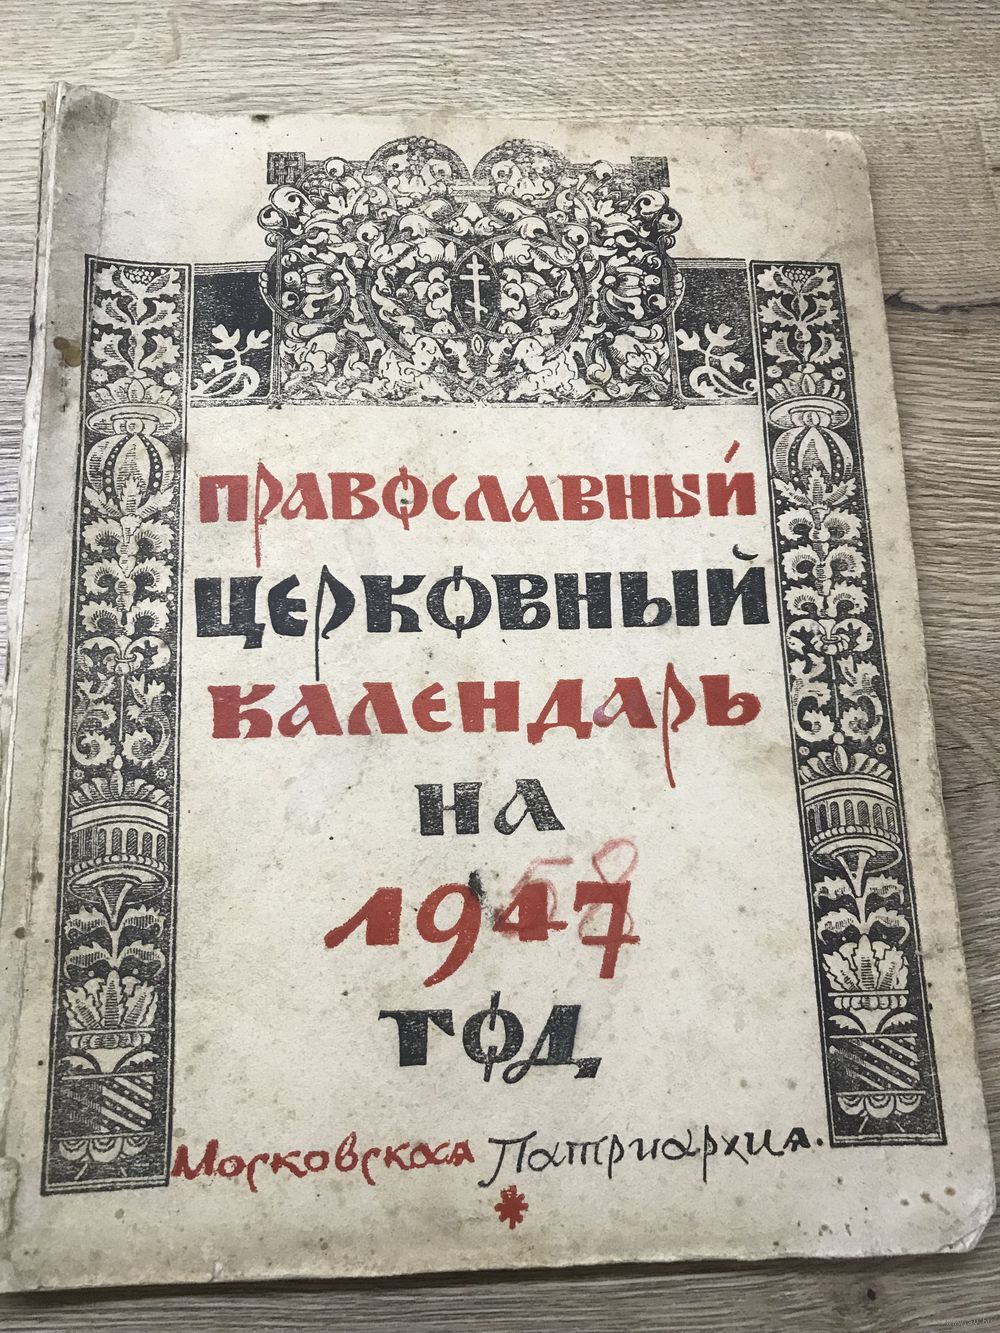 ПРАВОСЛАВНЫЙ
ЦЕРКОВНЫЙ
КАЛЕНДАРЬ
НА
58
1947
ГОД
Московская Патриархия.